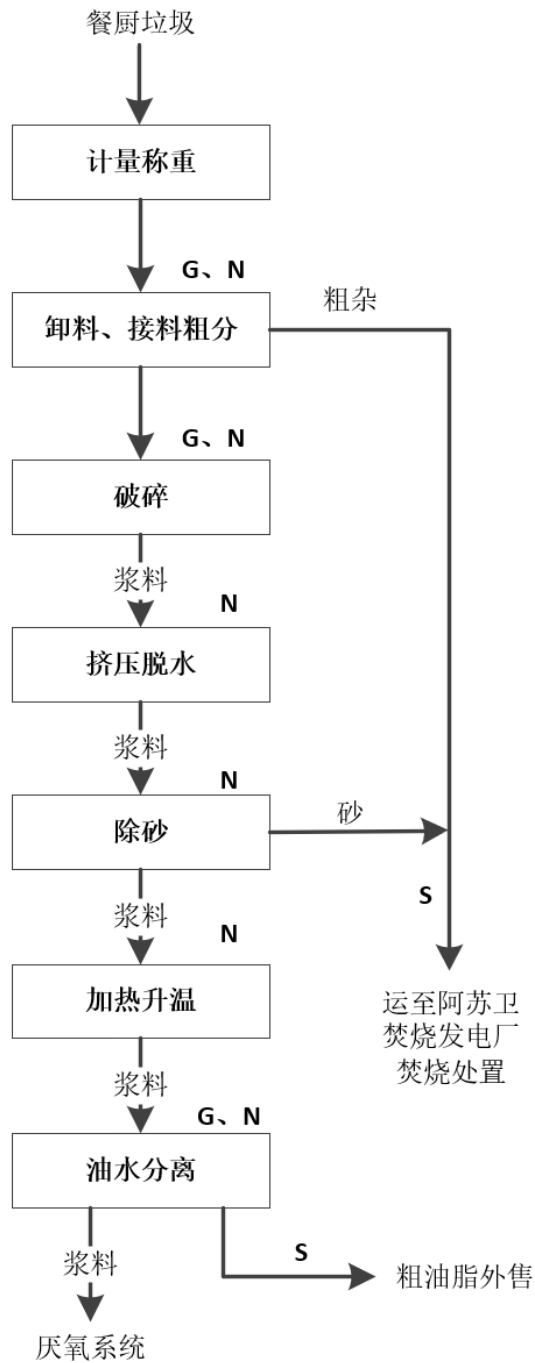 餐厨垃圾
计量称重
G、N
卸料、接料粗分
粗杂
G、N
破碎
浆料
N
挤压脱水
浆料
N
除砂
砂
浆料
N
S
加热升温
运至阿苏卫
焚烧发电厂
焚烧处置
浆料
G、N
油水分离
浆料
S
粗油脂外售
厌氧系统